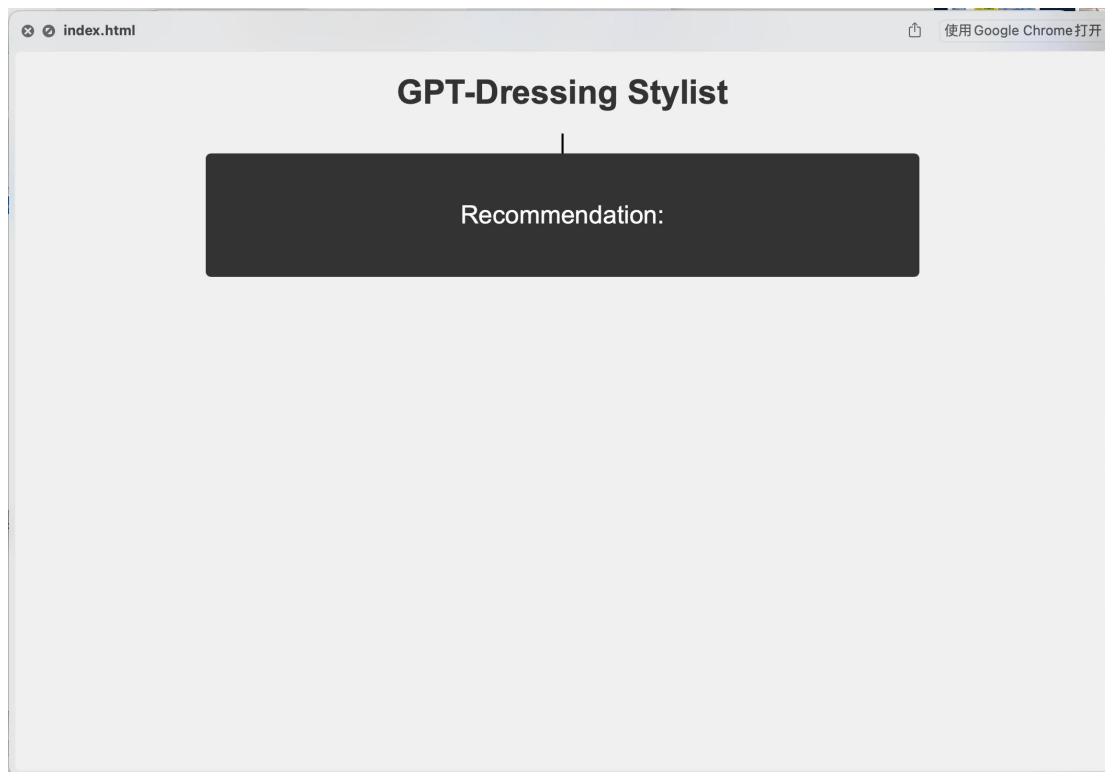 index.html
使用Google Chrome打开
GPT-Dressing Stylist
Recommendation: